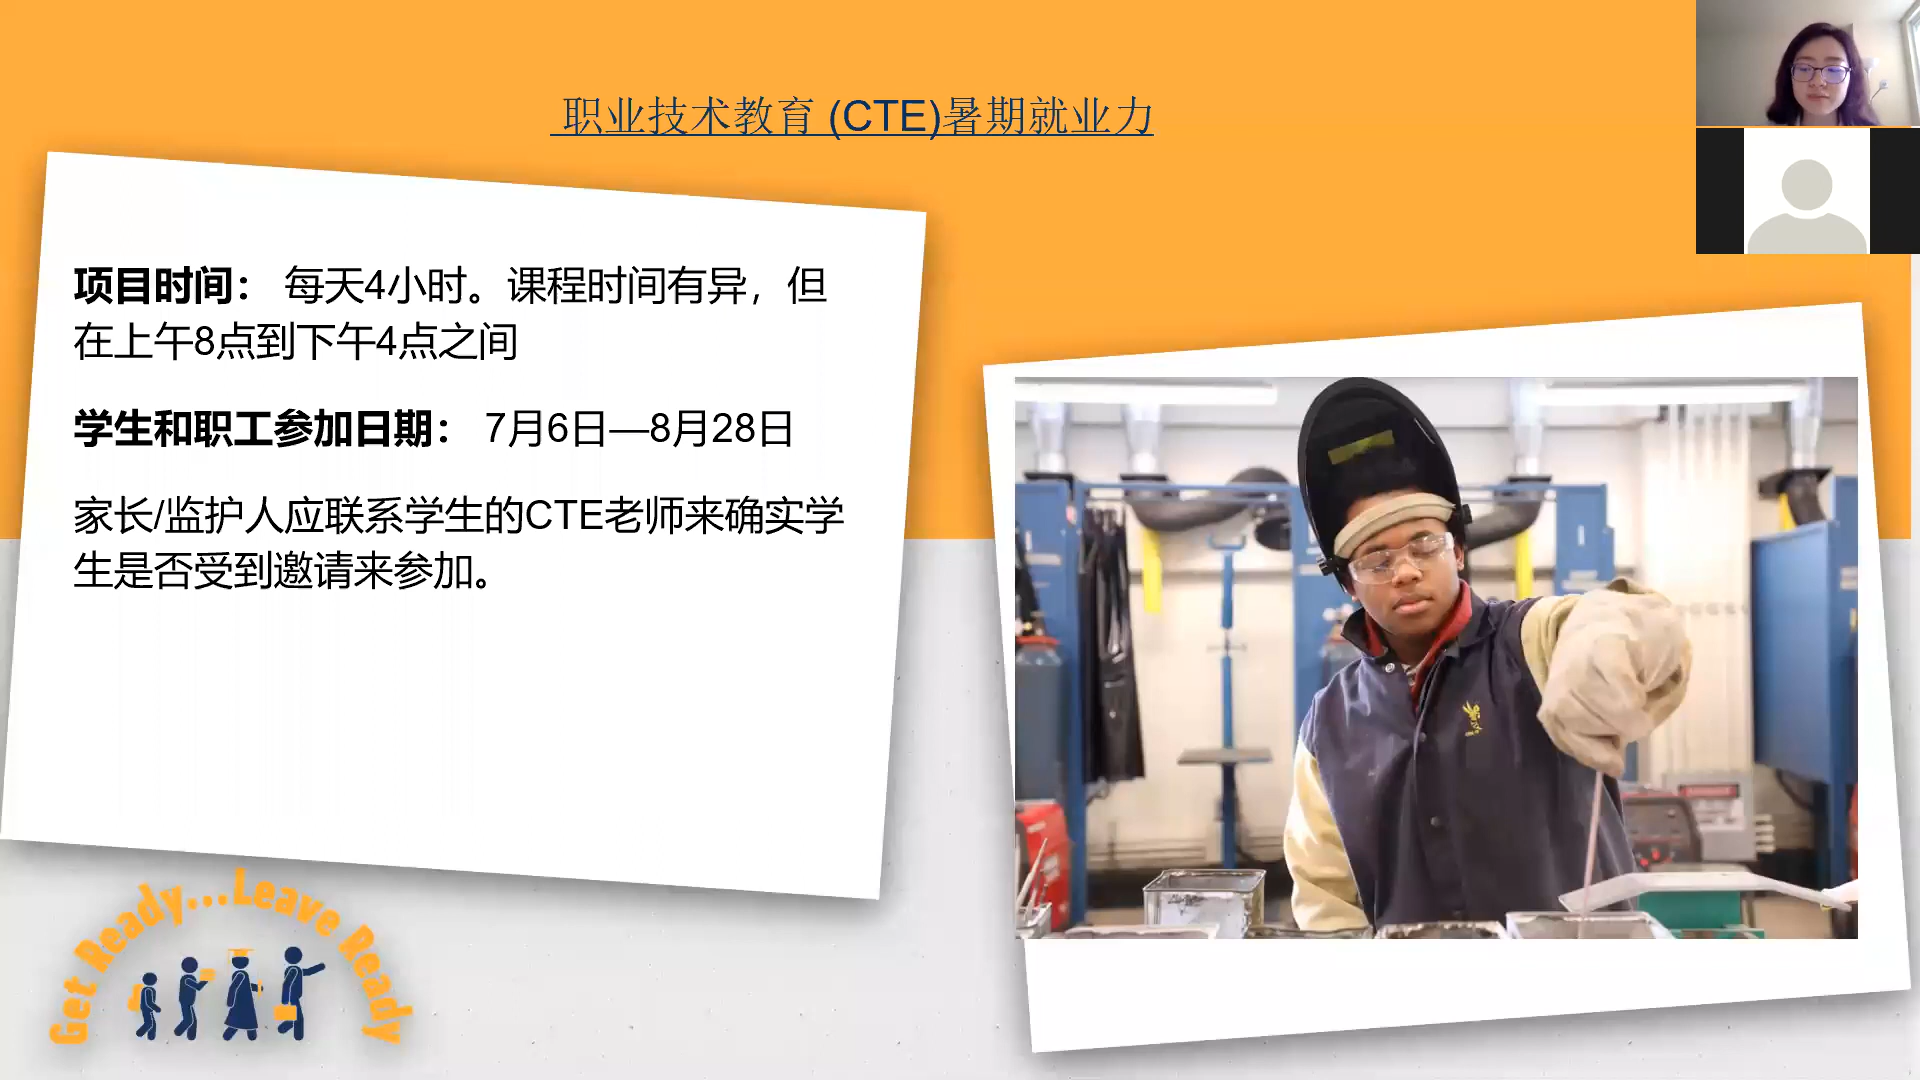 职业技术教育 (CTE)暑期就业力
项目时间： 每天4小时。课程时间有异，但
在上午8点到下午4点之间
学生和职工参加日期： 7月6日—8月28日
家长/监护人应联系学生的CTE老师来确实学
生是否受到邀请来参加。
Get Ready...Leave Ready